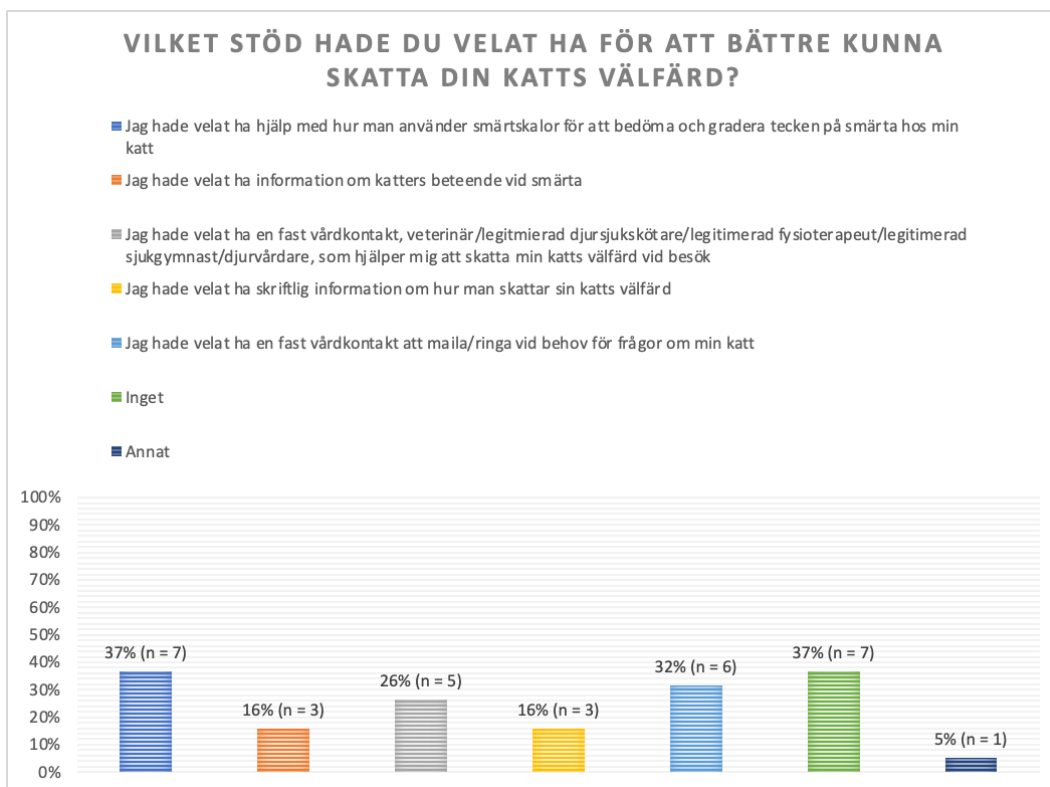 VILKET STÖD HADE DU VELAT HA FÖR ATT BÄTTRE KUNNA
SKATTA DIN KATTS VÄLFÄRD?
Jag hade velat ha hjälp med hur man använder smärtskalor för att bedöma och gradera tecken på smärta hos min
katt
Jag hade velat ha information om katters beteende vid smärta
Jag hade velat ha en fast vårdkontakt, veterinär/legitmierad djursjukskötare/legitimerad fysioterapeut/legitimerad
sjukgymnast/djurvårdare, som hjälper mig att skatta min katts välfärd vid besök
Jag hade velat ha skriftlig information om hur man skattar sin katts välfärd
Jag hade velat ha en fast vårdkontakt att maila/ringa vid behov för frågor om min katt
Inget
Annat
100%
90%
80%
70%
60%
50%
40%
30%
20%
10%
0%
37% (n = 7)
16% (n = 3)
26% (n = 5)
16% (n = 3)
32% (n = 6)
37% (n = 7)
5% (n = 1)